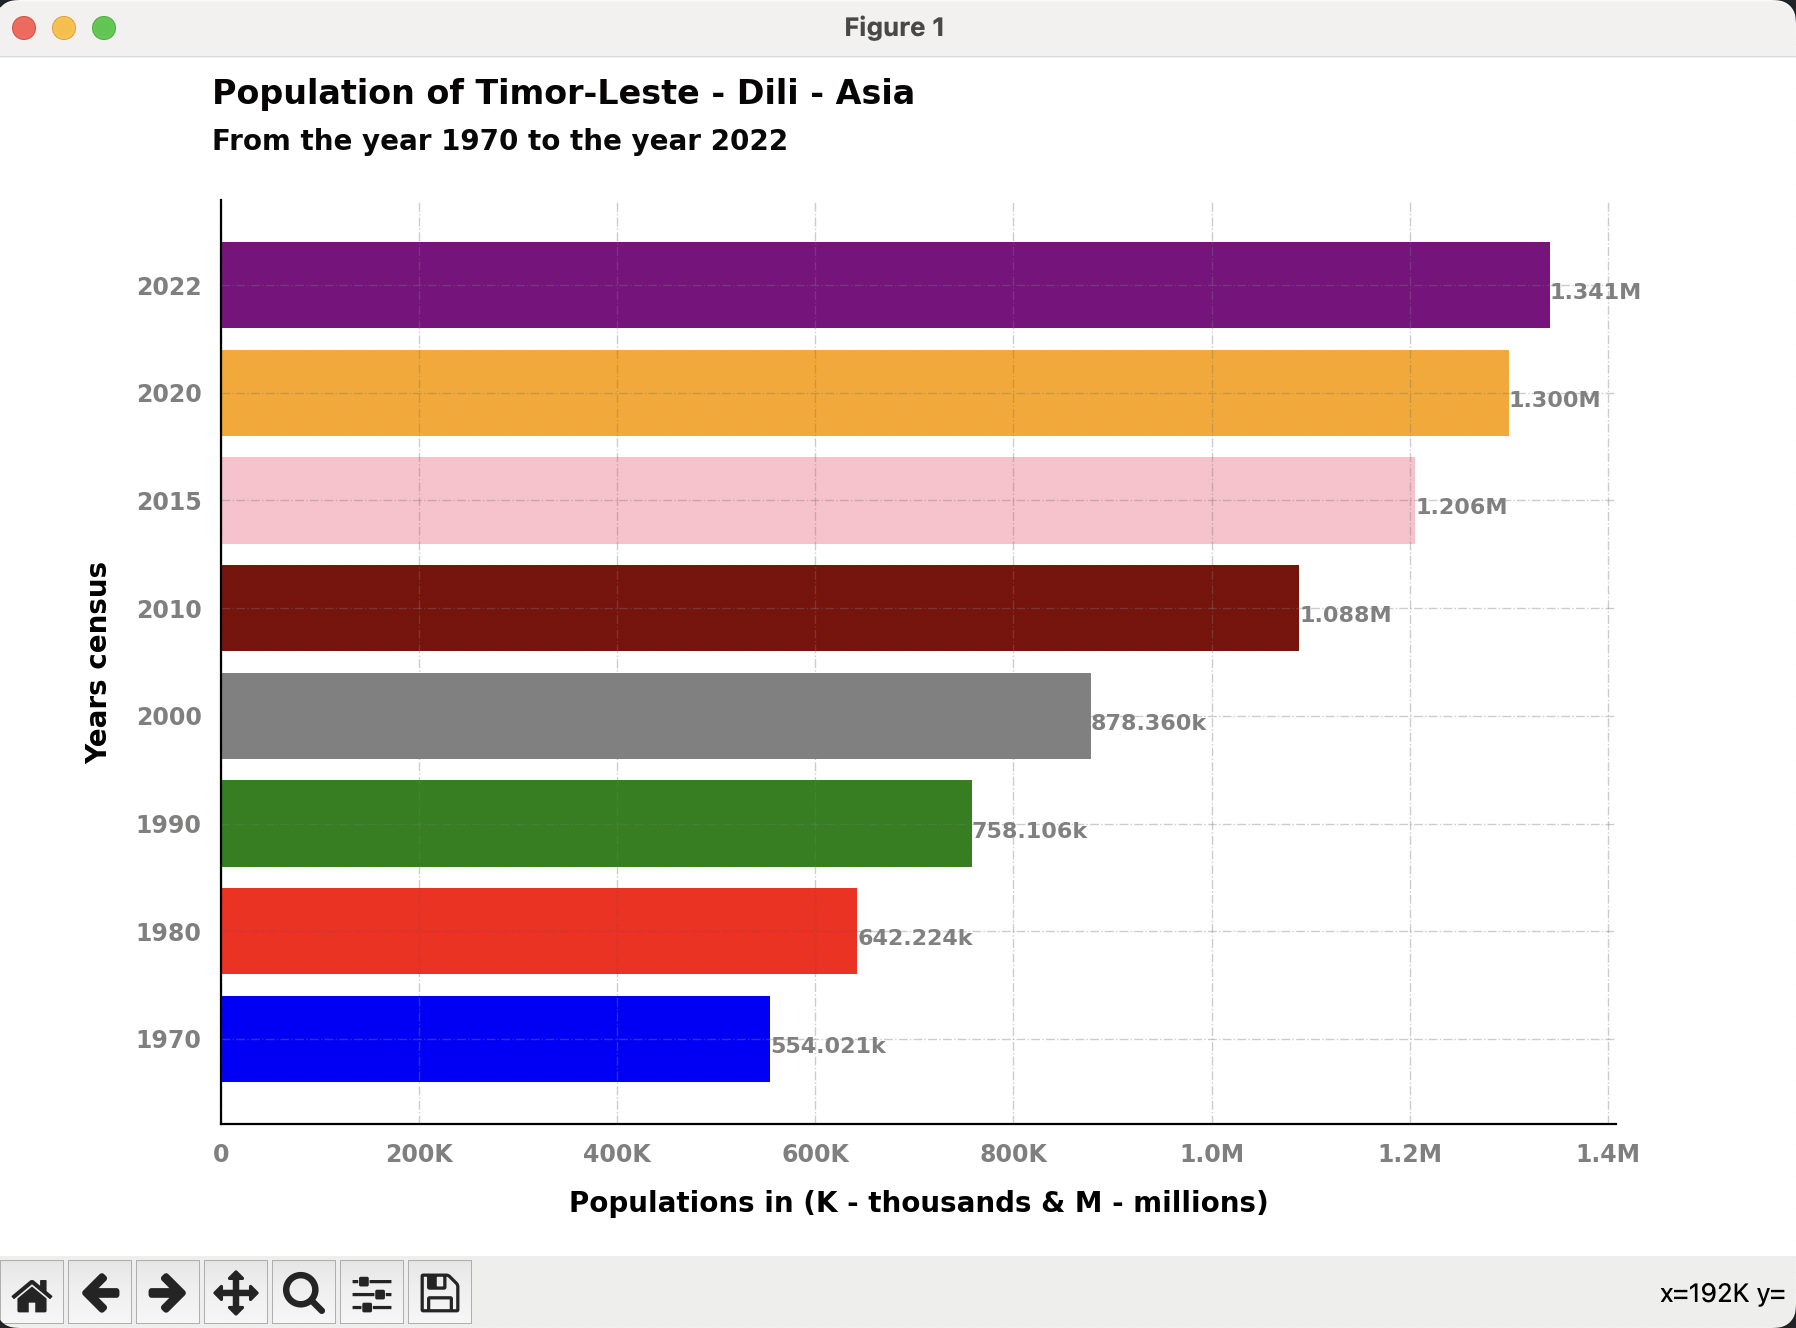 Figure 1
Population of Timor-Leste - Dili - Asia
From the year 1970 to the year 2022
2022
1.341M
2020
1.300M
2015
1.206M
2010
1.088M
2000
878.360k
1990
758.106k
1980
642.224k
1970
554.021k
Years census
0 200K 400K 600K 800K 1.0M 1.2M 1.4M
Populations in (K - thousands & M - millions)
x=192K y=